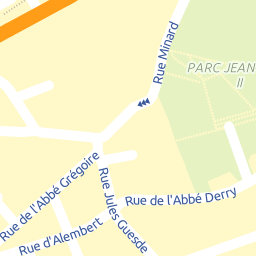 Rue Minard
PARC JEAN
II
Rue de l'Abbé Grégoire
Rue Jules Guesde
Rue de l'Abbé Derry
Rue d'Alembert